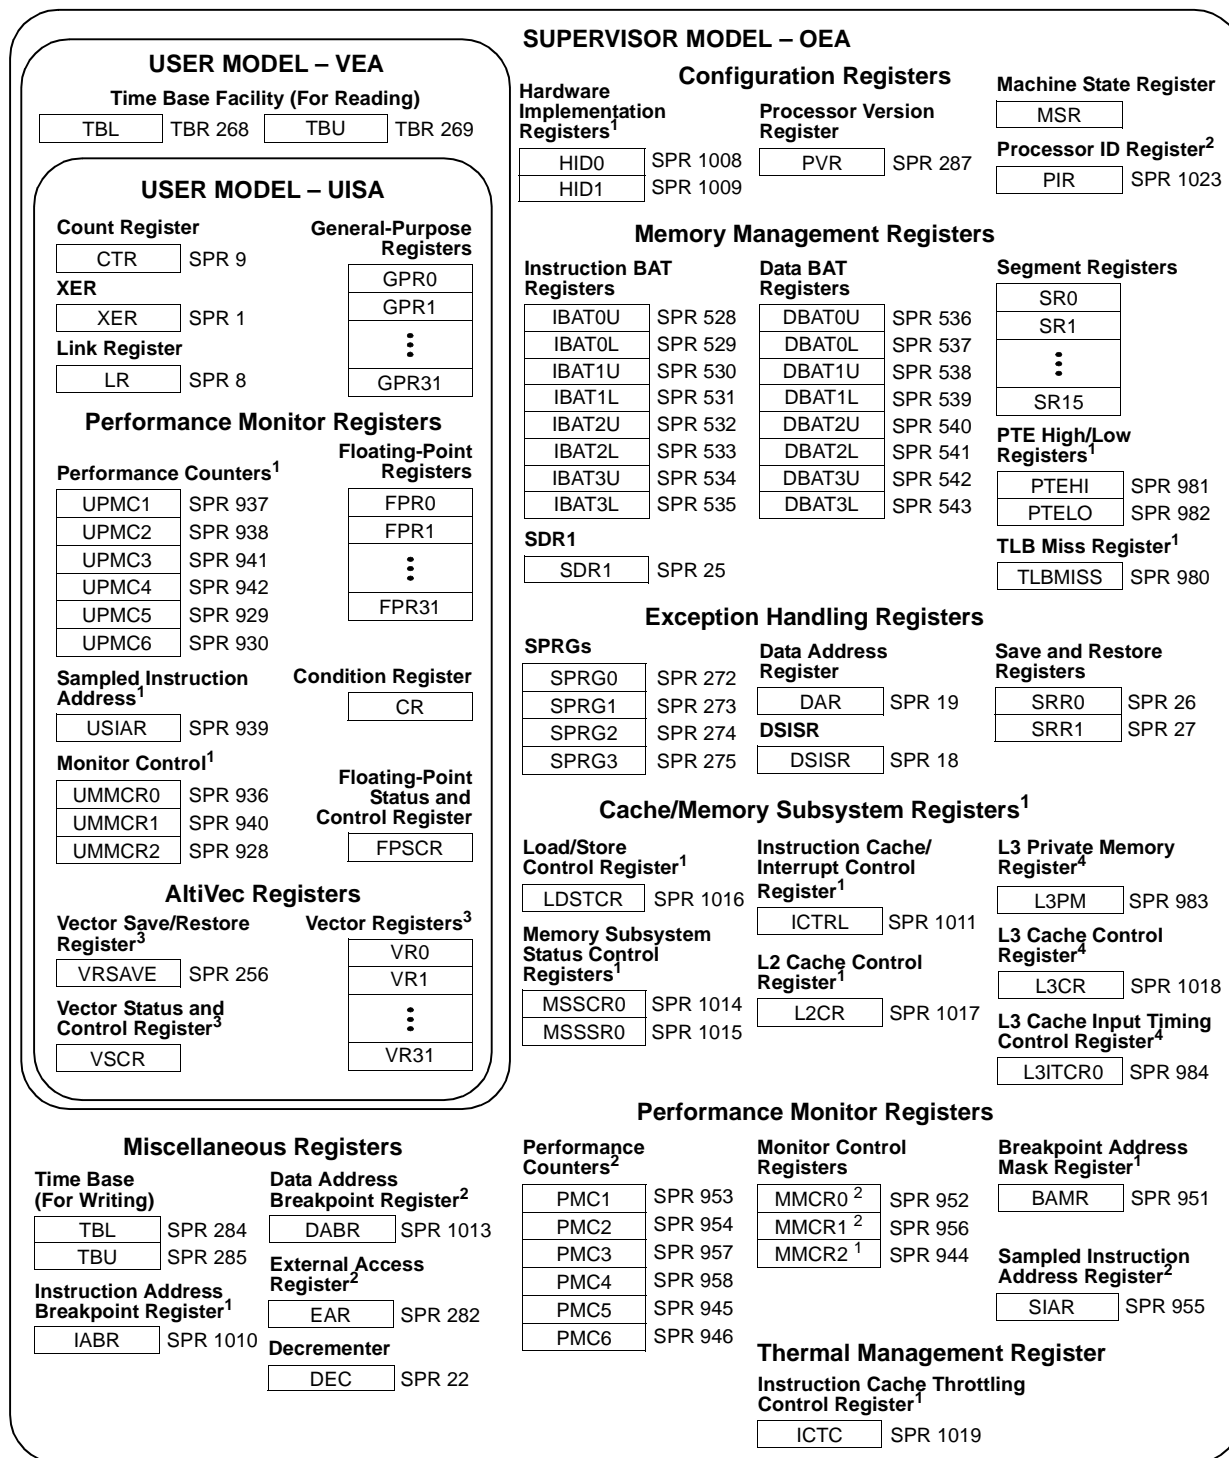 SUPERVISOR MODEL – OEA
USER MODEL – VEA
Time Base Facility (For Reading)
TBL TBR 268 TBU TBR 269
USER MODEL – UISA
Count Register
CTR SPR 9
XER
XER SPR 1
Link Register
LR SPR 8
General-Purpose
Registers
GPR0
GPR1
GPR31
Performance Monitor Registers
Performance Counters1
UPMC1 SPR 937
UPMC2 SPR 938
UPMC3 SPR 941
UPMC4 SPR 942
UPMC5 SPR 929
UPMC6 SPR 930
Floating-Point
Registers
FPR0
FPR1
FPR31
Sampled Instruction
Address1
USIAR SPR 939
Condition Register
CR
Monitor Control1
UMMCR0 SPR 936
UMMCR1 SPR 940
UMMCR2 SPR 928
Floating-Point
Status and
Control Register
FPSCR
AltiVec Registers
Vector Save/Restore
Register3
VRSAVE SPR 256
Vector Status and
Control Register3
VSCR
Vector Registers3
VR0
VR1
VR31
Configuration Registers
Hardware
Implementation
Registers1
HID0 SPR 1008
HID1 SPR 1009
Processor Version
Register
PVR SPR 287
Machine State Register
MSR
Processor ID Register2
PIR SPR 1023
Memory Management Registers
Instruction BAT
Registers
IBAT0U SPR 528
IBAT0L SPR 529
IBAT1U SPR 530
IBAT1L SPR 531
IBAT2U SPR 532
IBAT2L SPR 533
IBAT3U SPR 534
IBAT3L SPR 535
Data BAT
Registers
DBAT0U SPR 536
DBAT0L SPR 537
DBAT1U SPR 538
DBAT1L SPR 539
DBAT2U SPR 540
DBAT2L SPR 541
DBAT3U SPR 542
DBAT3L SPR 543
Segment Registers
SR0
SR1
SR15
PTE High/Low
Registers1
PTEHI SPR 981
PTELO SPR 982
SDR1
SDR1 SPR 25
TLB Miss Register1
TLBMISS SPR 980
Exception Handling Registers
SPRGs
SPRG0 SPR 272
SPRG1 SPR 273
SPRG2 SPR 274
SPRG3 SPR 275
Data Address
Register
DAR SPR 19
DSISR
DSISR SPR 18
Save and Restore
Registers
SRR0 SPR 26
SRR1 SPR 27
Cache/Memory Subsystem Registers1
Load/Store
Control Register1
LDSTCR SPR 1016
Memory Subsystem
Status Control
Registers1
MSSCR0 SPR 1014
MSSSR0 SPR 1015
Instruction Cache/
Interrupt Control
Register1
ICTRL SPR 1011
L2 Cache Control
Register1
L2CR SPR 1017
L3 Private Memory
Register4
L3PM SPR 983
L3 Cache Control
Register4
L3CR SPR 1018
L3 Cache Input Timing
Control Register4
L3ITCR0 SPR 984
Performance Monitor Registers
Performance
Counters2
PMC1 SPR 953
PMC2 SPR 954
PMC3 SPR 957
PMC4 SPR 958
PMC5 SPR 945
PMC6 SPR 946
Monitor Control
Registers
MMCR0 2 SPR 952
MMCR1 2 SPR 956
MMCR2 1 SPR 944
Breakpoint Address
Mask Register1
BAMR SPR 951
Sampled Instruction
Address Register2
SIAR SPR 955
Miscellaneous Registers
Time Base
(For Writing)
TBL SPR 284
TBU SPR 285
Instruction Address
Breakpoint Register1
IABR SPR 1010
Data Address
Breakpoint Register2
DABR SPR 1013
External Access
Register2
EAR SPR 282
Decrementer
DEC SPR 22
Thermal Management Register
Instruction Cache Throttling
Control Register1
ICTC SPR 1019